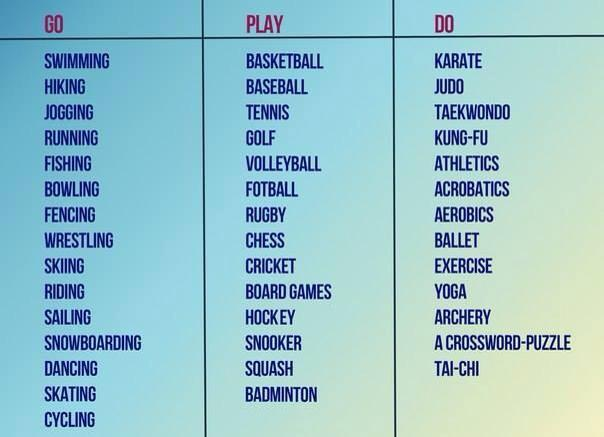 GO
SWIMMING
HIKING
JOGGING
RUNNING
FISHING
BOWLING
FENCING
WRESTLING
SKIING
RIDING
SAILING
SNOWBOARDING
DANCING
SKATING
CYCLING
PLAY
BASKETBALL
BASEBALL
TENNIS
GOLF
VOLLEYBALL
FOTBALL
RUGBY
CHESS
CRICKET
BOARD GAMES
HOCKEY
SNOOKER
SQUASH
BADMINTON
DO
KARATE
JUDO
TAEKWONDO
KUNG-FU
ATHLETICS
ACROBATICS
AEROBICS
BALLET
EXERCISE
YOGA
ARCHERY
A CROSSWORD-PUZZLE
TAI-CHI